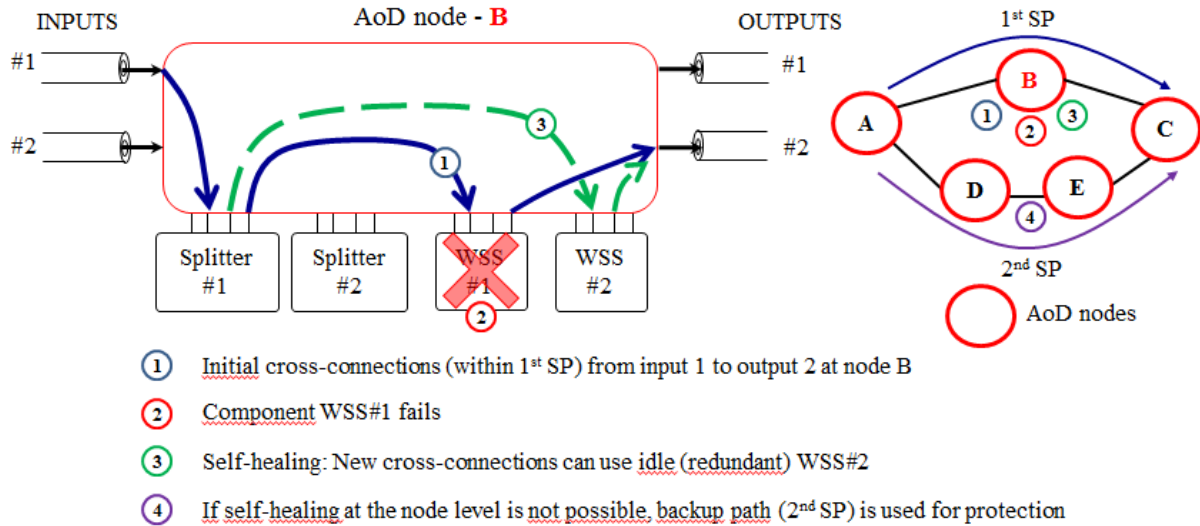 INPUTS
AoD node - B
OUTPUTS
1st SP
#1
#1
#2
#2
3
1
A
B
C
1
2
3
D
E
4
2nd SP
Splitter #1
Splitter #2
WSS #1
WSS #2
2
AoD nodes
1 Initial cross-connections (within 1st SP) from input 1 to output 2 at node B
2 Component WSS#1 fails
3 Self-healing: New cross-connections can use idle (redundant) WSS#2
4 If self-healing at the node level is not possible, backup path (2nd SP) is used for protection